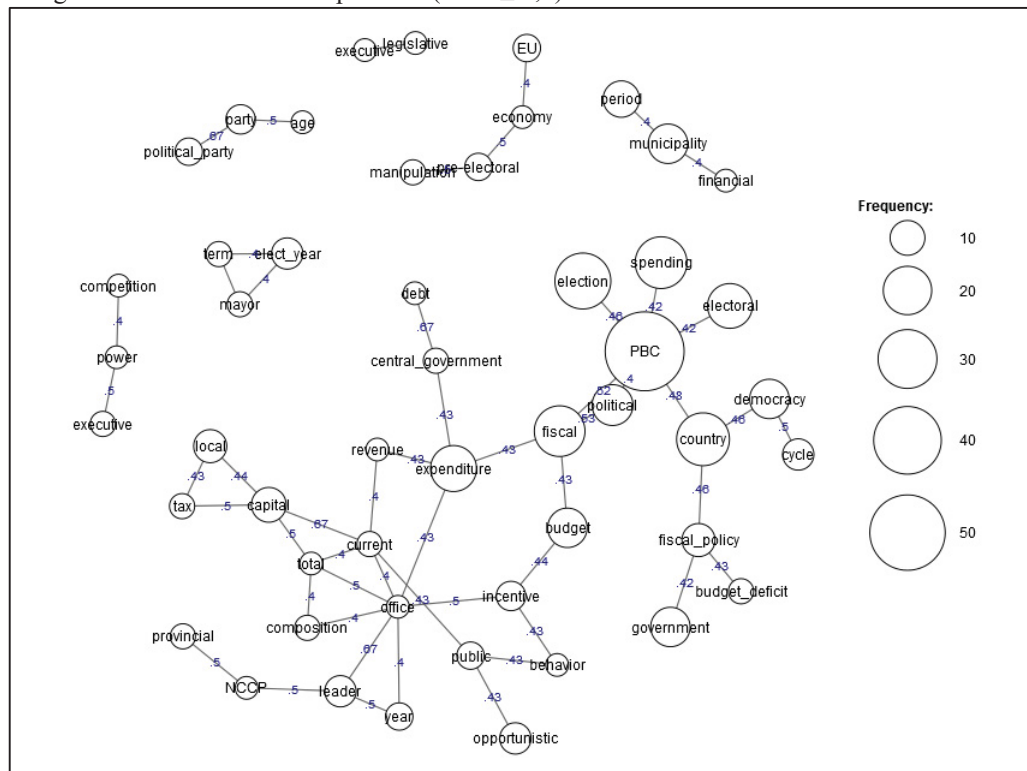 executive
legislative
EU
.4
economy
.5
pre-electoral
manipulation
party
.5
age
.67
political_party
period
.4
municipality
.4
financial
Frequency:
10
20
30
40
50
term
elect_year
.4
mayor
competition
.4
power
.5
executive
debt
.67
central_government
.43
election
.46
spending
.42
electoral
.42
PBC
.4
.52
political
.53
fiscal
.43
country
.46
democracy
.5
cycle
.46
fiscal_policy
.43
budget_deficit
.42
government
revenue
.43
expenditure
.43
.43
.4
local
.43
.44
tax
.5
capital
.67
.5
current
total
.4
.4
.5
.4
composition
.4
office
.43
.5
incentive
.44
budget
.43
behavior
.43
public
.43
opportunistic
provincial
.5
NCCP
.5
leader
.67
.5
year
.4